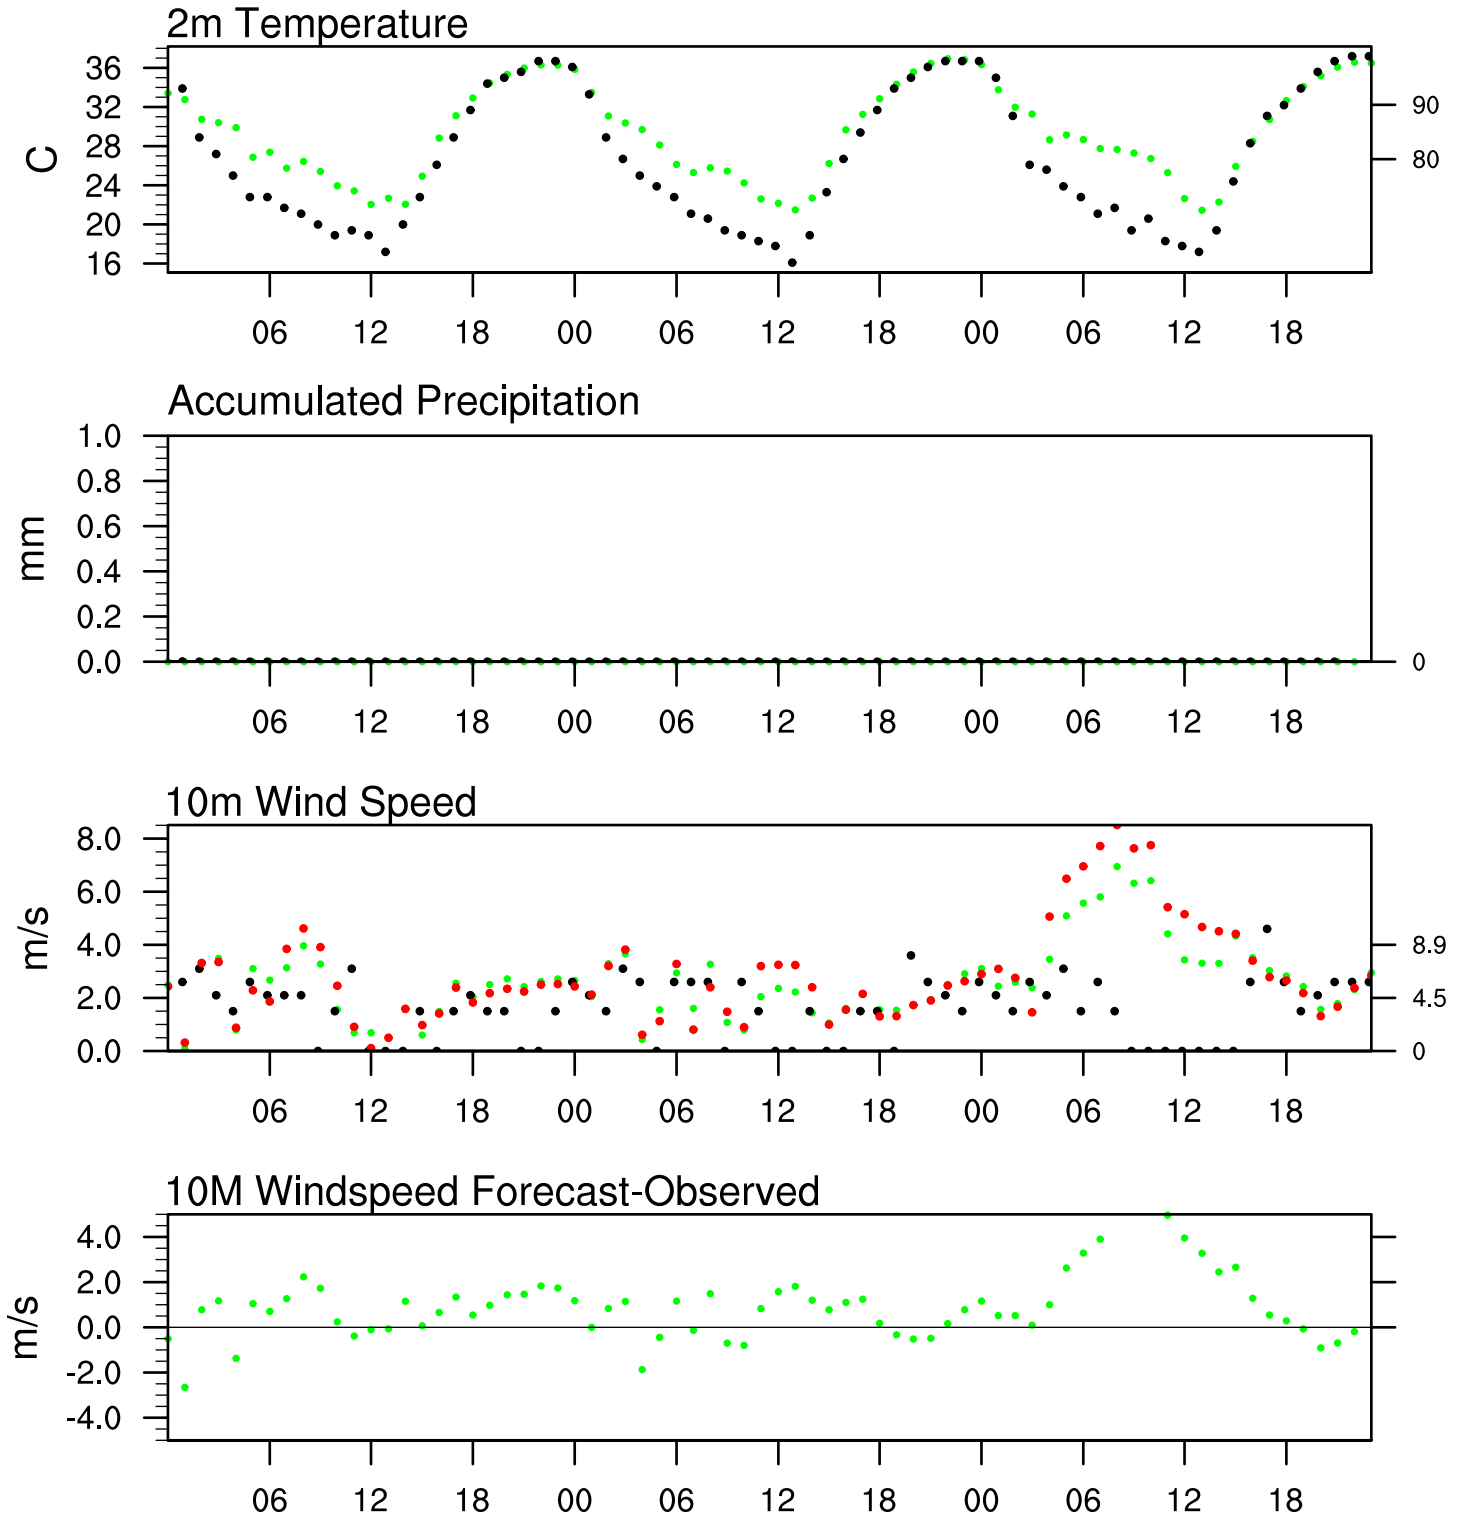 2m Temperature
36
32
90
28
C
80
24
20
16
06 12 18 00 06 12 18 00 06 12 18
Accumulated Precipitation
1.0
0.8
0.6
mm
0.4
0.2
0.0 0
06 12 18 00 06 12 18 00 06 12 18
10m Wind Speed
8.0
6.0
m/s
4.0 8.9
2.0 4.5
0.0 0
06 12 18 00 06 12 18 00 06 12 18
10M Windspeed Forecast-Observed
4.0
2.0
m/s
0.0
-2.0
-4.0
06 12 18 00 06 12 18 00 06 12 18